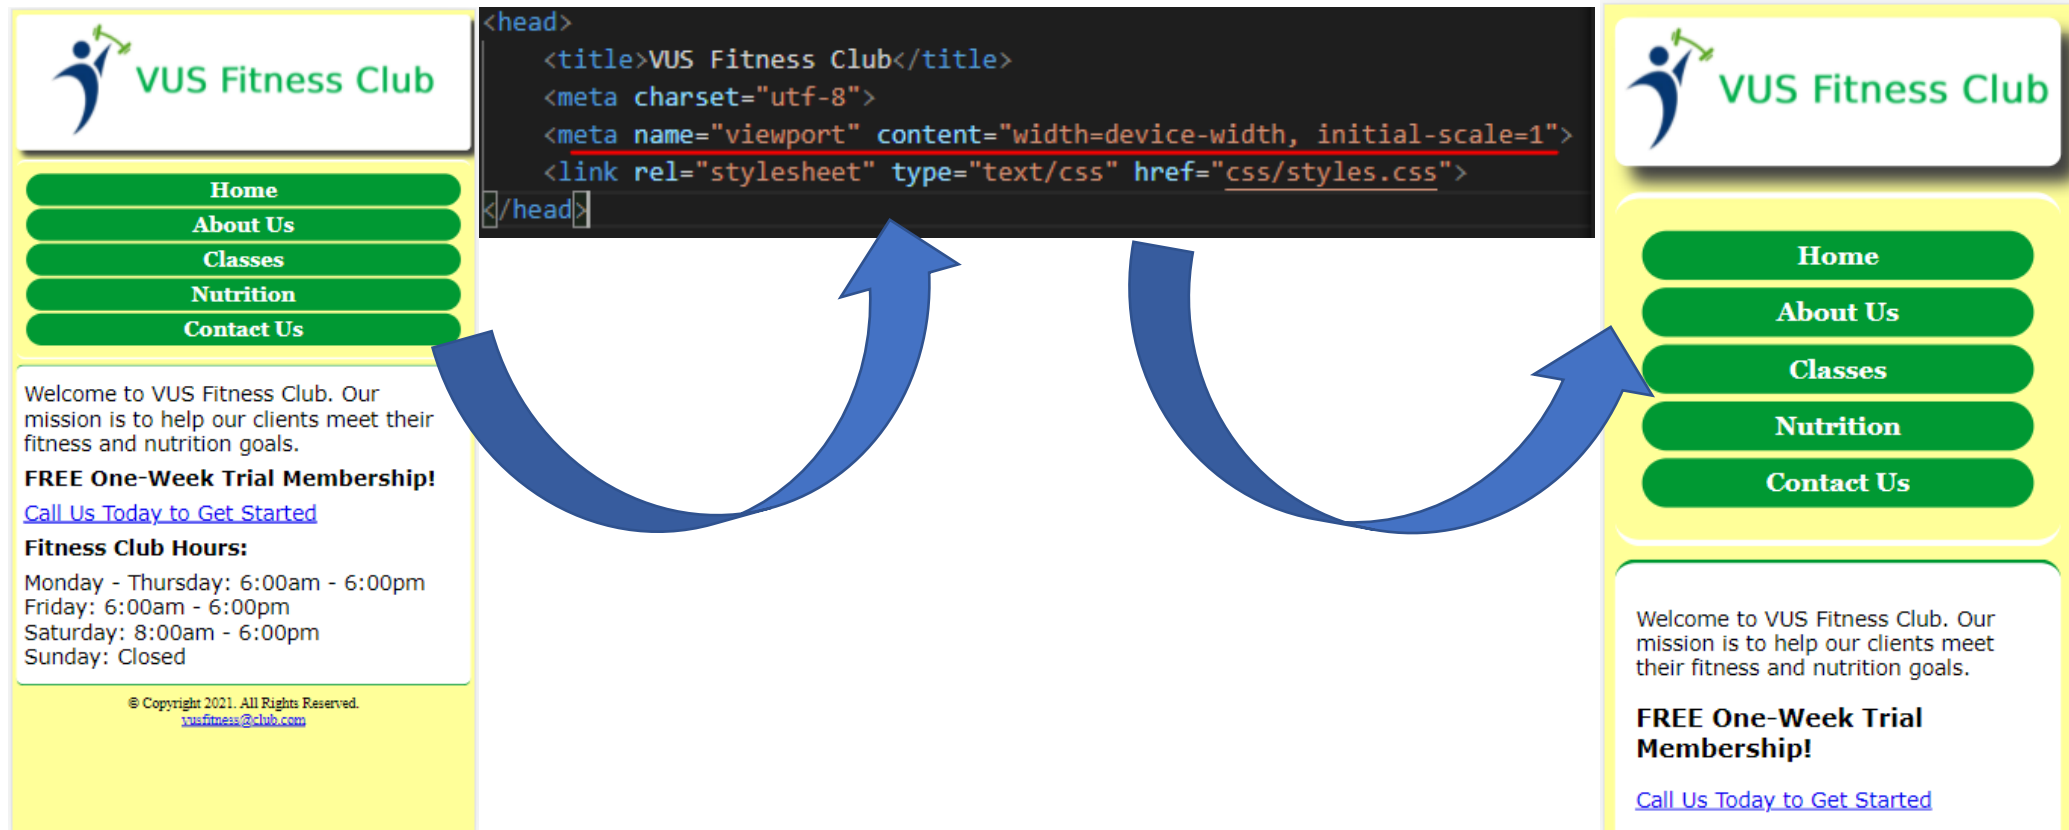 VUS Fitness Club
Home
About Us
Classes
Nutrition
Contact Us
Welcome to VUS Fitness Club. Our
mission is to help our clients meet their
fitness and nutrition goals.
FREE One-Week Trial Membership!
Call Us Today to Get Started
Fitness Club Hours:
Monday - Thursday: 6:00am - 6:00pm
Friday: 6:00am - 6:00pm
Saturday: 8:00am - 6:00pm
Sunday: Closed
© Copyright 2021. All Rights Reserved.
vusfitness@club.com
<head>
<title>VUS Fitness Club</title>
<meta charset="utf-8">
<meta name="viewport" content="width=device-width, initial-scale=1">
<link rel="stylesheet" type="text/css" href="css/styles.css">
</head>
VUS Fitness Club
Home
About Us
Classes
Nutrition
Contact Us
Welcome to VUS Fitness Club. Our
mission is to help our clients meet
their fitness and nutrition goals.
FREE One-Week Trial
Membership!
Call Us Today to Get Started